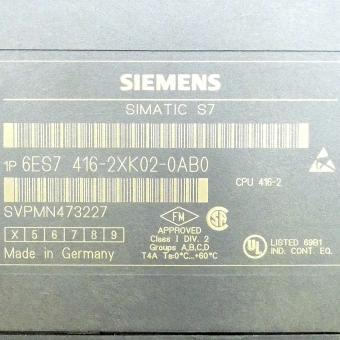 SIEMENS
SIMATIC S7
1P 6ES7 416-2XK02-0AB0
CPU 416-2
SVPMN473227
X 5 6 7 8 9
Made in Germany
FM
APPROVED
Class I DIV. 2
Groups A,B,C,D
T4A Ta:0°C...+60°C
UL LISTED 69B1
IND. CONT. EQ.